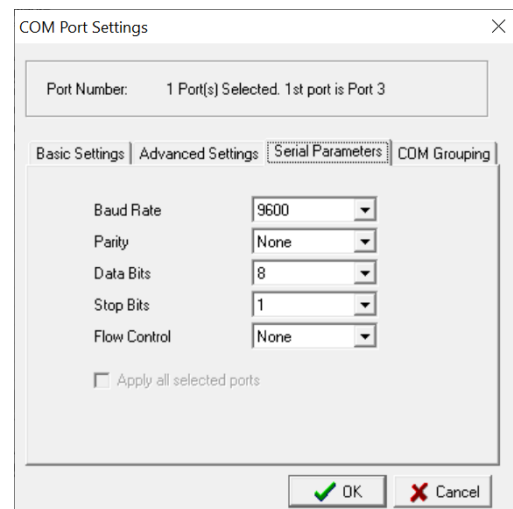 COM Port Settings
Port Number: 1 Port(s) Selected. 1st port is Port 3
Basic Settings Advanced Settings Serial Parameters COM Grouping
Baud Rate 9600
Parity None
Data Bits 8
Stop Bits 1
Flow Control None
Apply all selected ports
OK Cancel